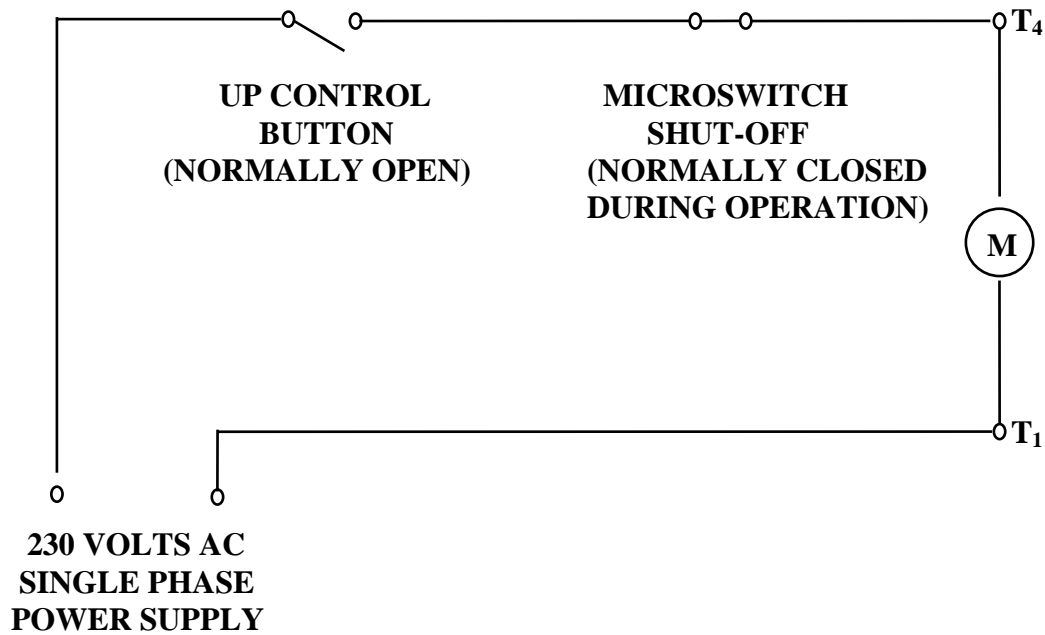 T₄
UP CONTROL
BUTTON
(NORMALLY OPEN)
MICROSWITCH
SHUT-OFF
(NORMALLY CLOSED
DURING OPERATION)
M
T₁
230 VOLTS AC
SINGLE PHASE
POWER SUPPLY